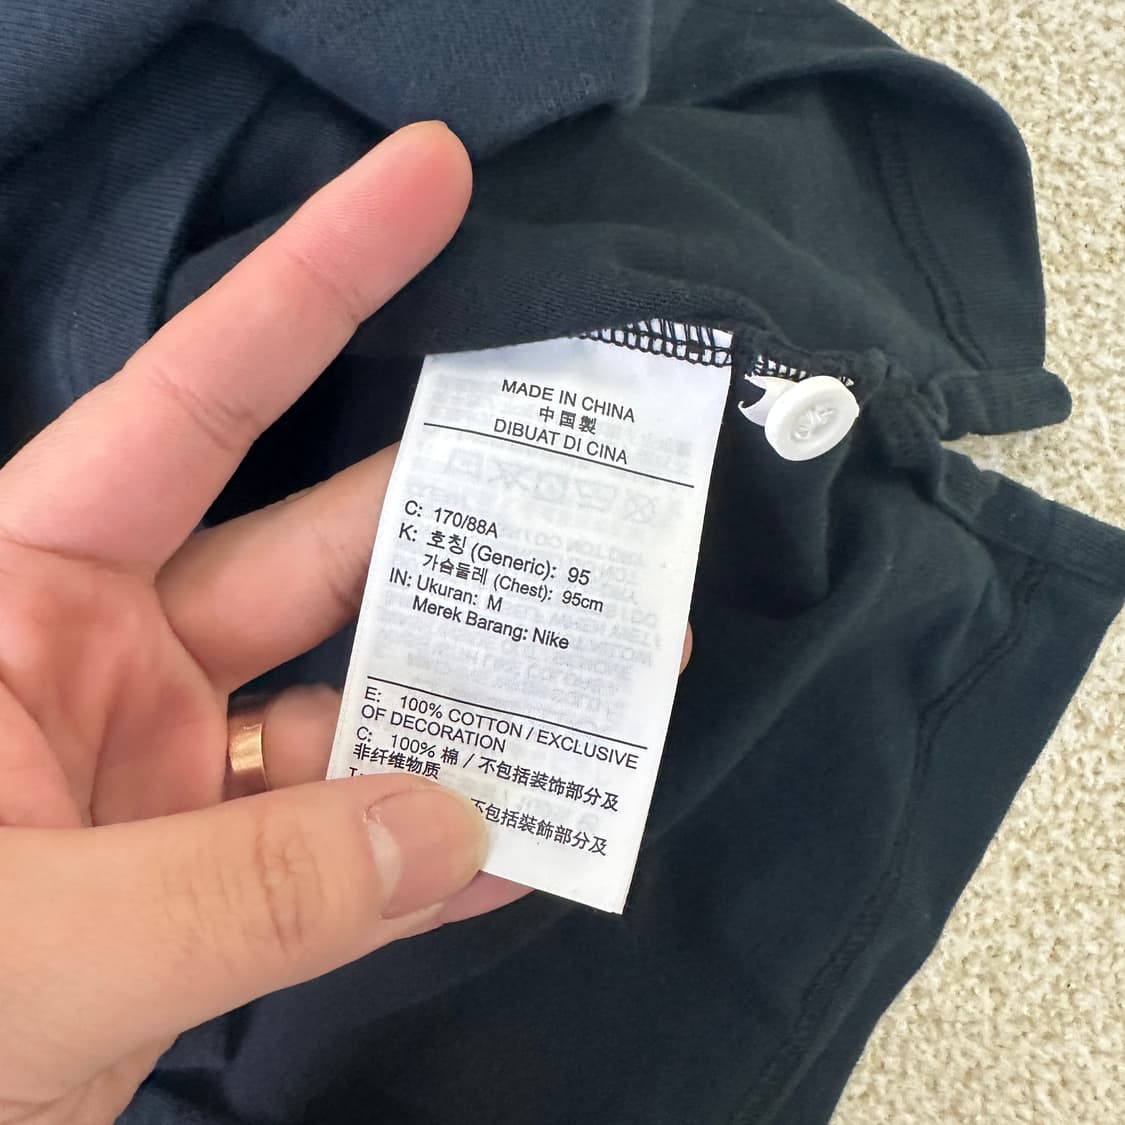 MADE IN CHINA
中国製
DIBUAT DI CINA
C: 170/88A
K: 호칭 (Generic): 95
가슴둘레 (Chest): 95cm
IN: Ukuran: M
Merek Barang: Nike
E: 100% COTTON / EXCLUSIVE
OF DECORATION
C: 100% 棉 / 不包括装饰部分及
非纤维物质
不包括裝飾部分及